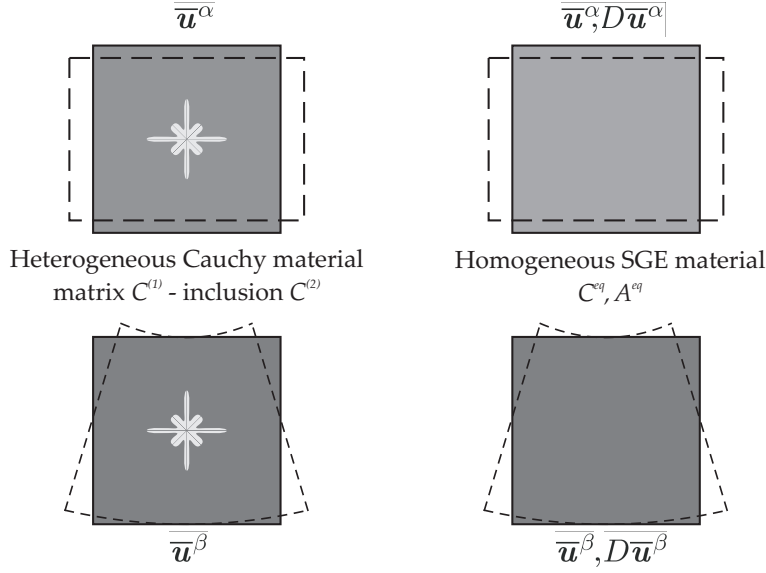 u̅^α
u̅^α, Du̅^α
Heterogeneous Cauchy material
matrix C^(1) - inclusion C^(2)
Homogeneous SGE material
C^eq, A^eq
u̅^β
u̅^β, Du̅^β